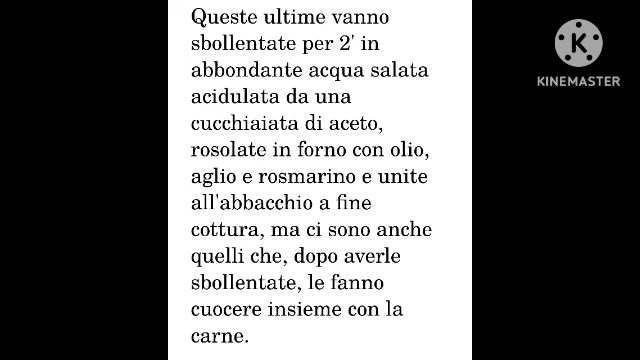 Queste ultime vanno
sbollentate per 2' in
abbondante acqua salata
acidulata da una
cucchiaiata di aceto,
rosolate in forno con olio,
aglio e rosmarino e unite
all'abbacchio a fine
cottura, ma ci sono anche
quelli che, dopo averle
sbollentate, le fanno
cuocere insieme con la
carne.
K
KINEMASTER